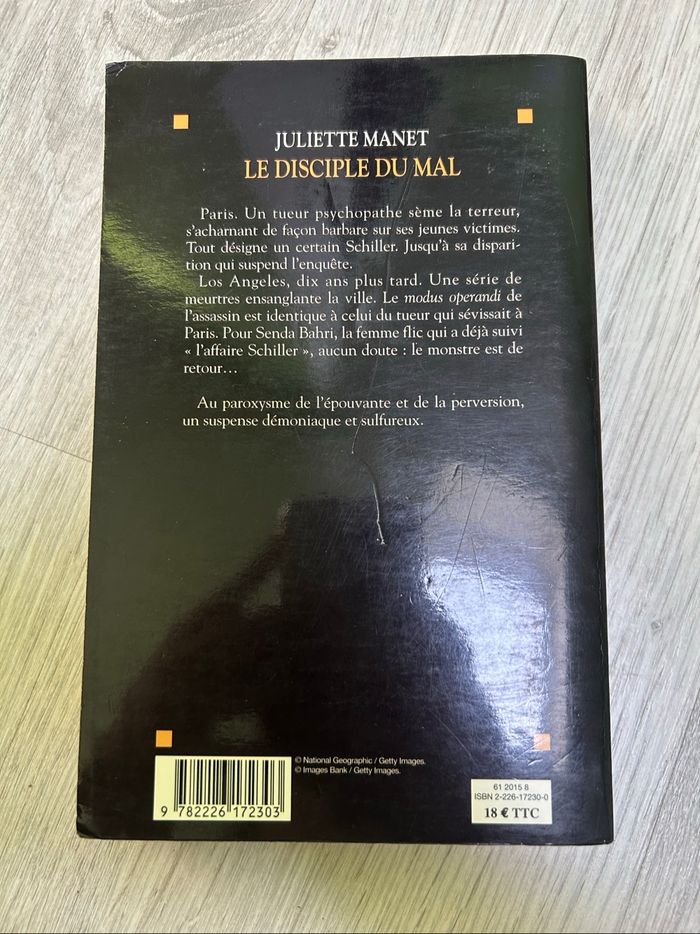 JULIETTE MANET
LE DISCIPLE DU MAL
Paris. Un tueur psychopathe sème la terreur,
s'acharnant de façon barbare sur ses jeunes victimes.
Tout désigne un certain Schiller. Jusqu'à sa dispari-
tion qui suspend l'enquête.
Los Angeles, dix ans plus tard. Une série de
meurtres ensanglante la ville. Le modus operandi de
l'assassin est identique à celui du tueur qui sévissait à
Paris. Pour Senda Bahri, la femme flic qui a déjà suivi
« l'affaire Schiller », aucun doute : le monstre est de
retour…
Au paroxysme de l'épouvante et de la perversion,
un suspense démoniaque et sulfureux.
© National Geographic / Getty Images.
© Images Bank / Getty Images.
9 782226 172303
61 2015 8
ISBN 2-226-17230-0
18 € TTC